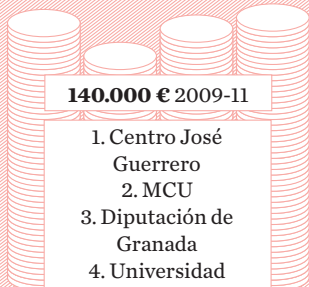 140.000 € 2009-11
1. Centro José
Guerrero
2. MCU
3. Diputación de
Granada
4. Universidad